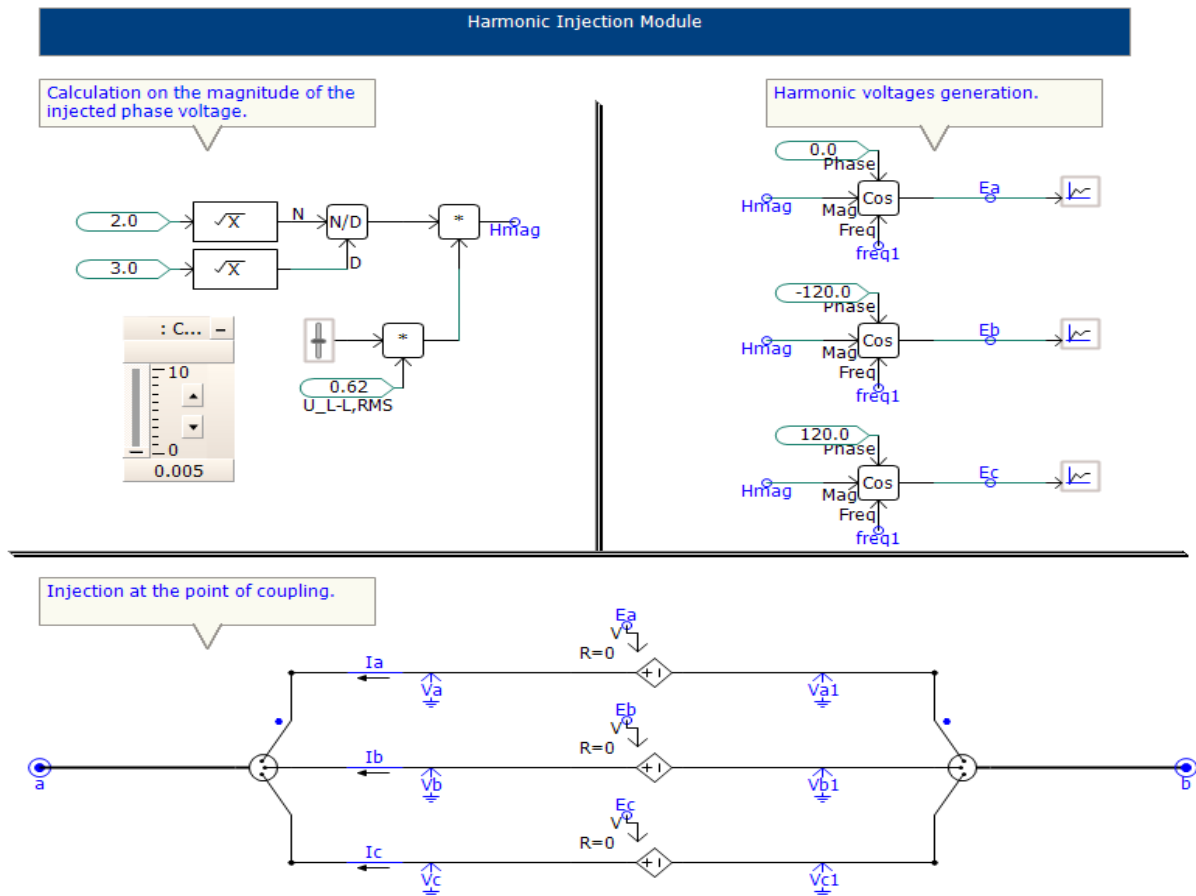 Harmonic Injection Module
Calculation on the magnitude of the
injected phase voltage.
Harmonic voltages generation.
2.0
√X
N
N/D
*
Hmag
3.0
√X
D
: C...
–
10
0
0.005
*
0.62
U_L-L,RMS
0.0
Phase
Hmag
Mag
Cos
Freq
freq1
Ea
-120.0
Phase
Hmag
Mag
Cos
Freq
freq1
Eb
120.0
Phase
Hmag
Mag
Cos
Freq
freq1
Ec
Injection at the point of coupling.
Ea
V
R=0
Ia
Va
+ -
Va1
Eb
V
R=0
a
Ib
Vb
+ -
Vb1
b
Ec
V
R=0
Ic
Vc
+ -
Vc1